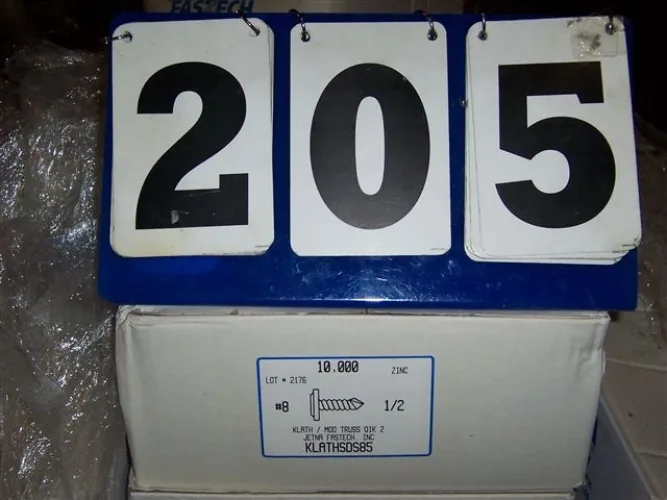 FASTECH
205
10.000 ZINC
LOT # 2176
#8 1/2
KLATH / MOD TRUSS QIK 2
JETNA FASTECH, INC
KLATHSDS85